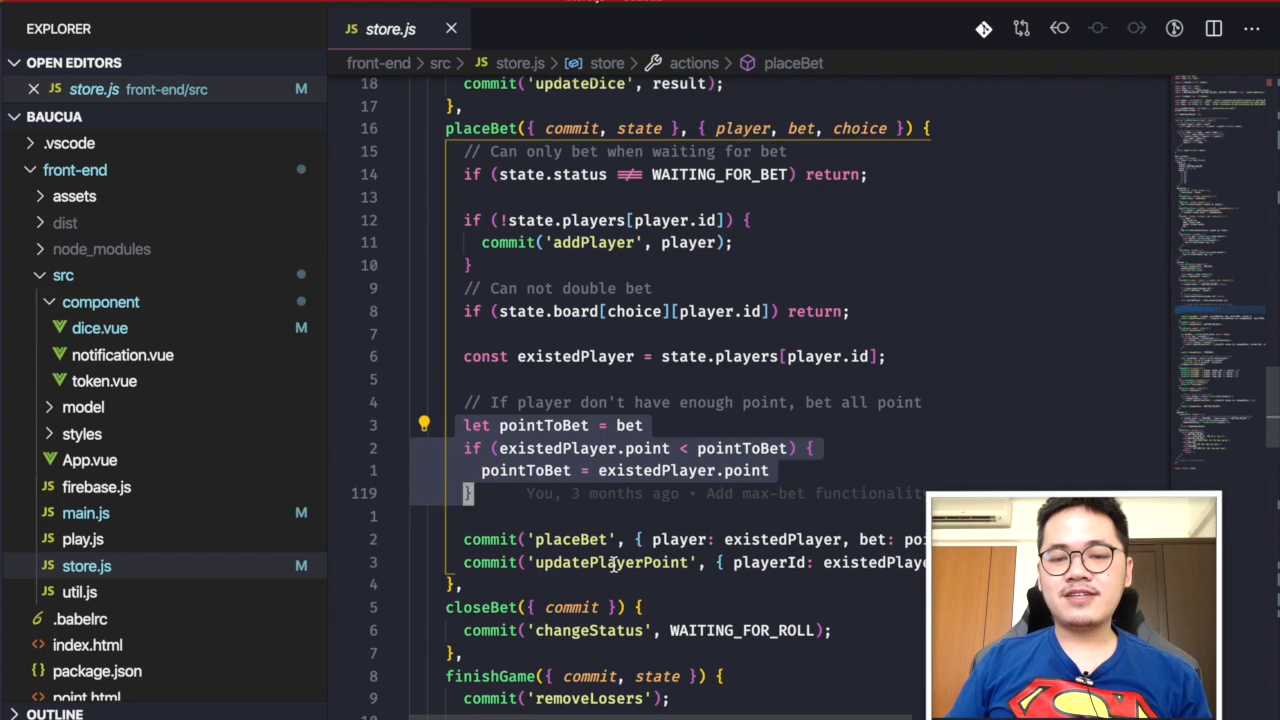 EXPLORER
OPEN EDITORS
store.js front-end/src M
BAUCUA
.vscode
front-end
assets
dist
node_modules
src
component
dice.vue M
notification.vue
token.vue
model
styles
App.vue
firebase.js
main.js M
play.js
store.js M
util.js
.babelrc
index.html
package.json
point.html
OUTLINE
JS store.js
front-end > src > JS store.js > store > actions > placeBet
18 commit('updateDice', result);
17 },
16 placeBet({ commit, state }, { player, bet, choice }) {
15 // Can only bet when waiting for bet
14 if (state.status !== WAITING_FOR_BET) return;
13
12 if (!state.players[player.id]) {
11 commit('addPlayer', player);
10 }
9 // not double bet
8 if (state.board[choice][player.id]) return;
7
6 const existedPlayer = state.players[player.id];
5
4 // If player don't have enough point, bet all point
3 let pointToBet = bet
2 if (existedPlayer.point < pointToBet) {
1 pointToBet = existedPlayer.point
119 } You, 3 months ago • Add max-bet functionalit
1
2 commit('placeBet', { player: existedPlayer, bet: po
3 commit('updatePlayerPoint', { playerId: existedPlaye
4 },
5 closeBet({ commit }) {
6 commit('changeStatus', WAITING_FOR_ROLL);
7 },
8 finishGame({ commit, state }) {
9 commit('removeLosers');